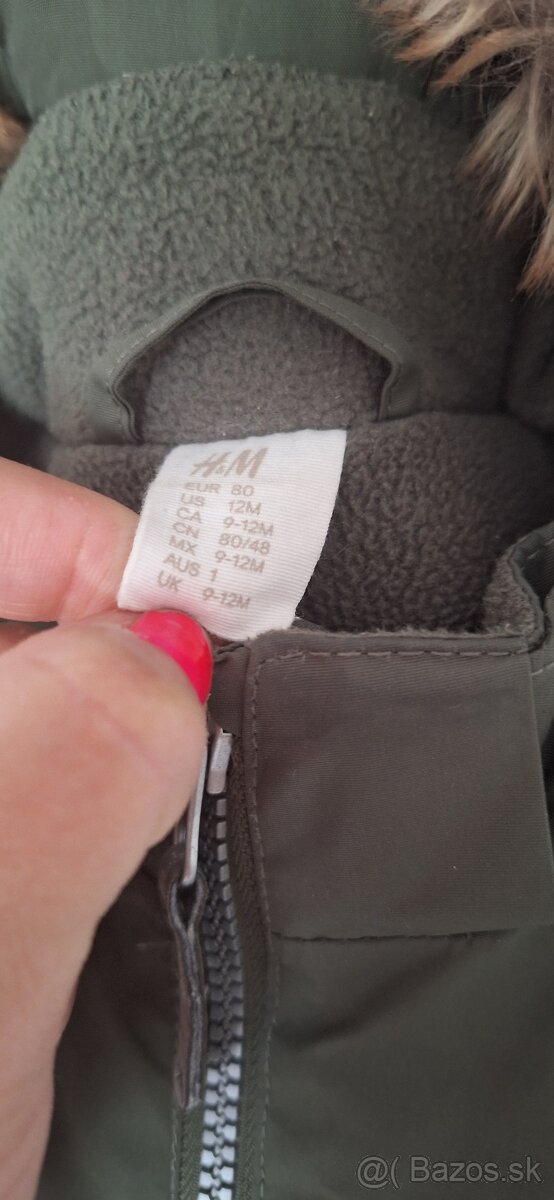 H&M
EUR 80
US 12M
CA 9-12M
CN 80/48
MX 9-12M
AUS 1
UK 9-12M
@( Bazos.sk